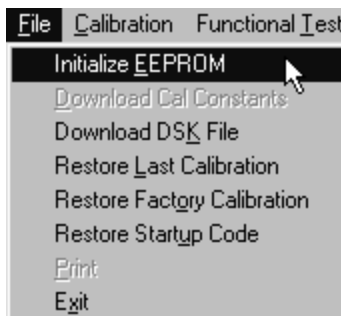 File Calibration Functional Test
Initialize EEPROM
Download Cal Constants
Download DSK File
Restore Last Calibration
Restore Factory Calibration
Restore Startup Code
Print
Exit